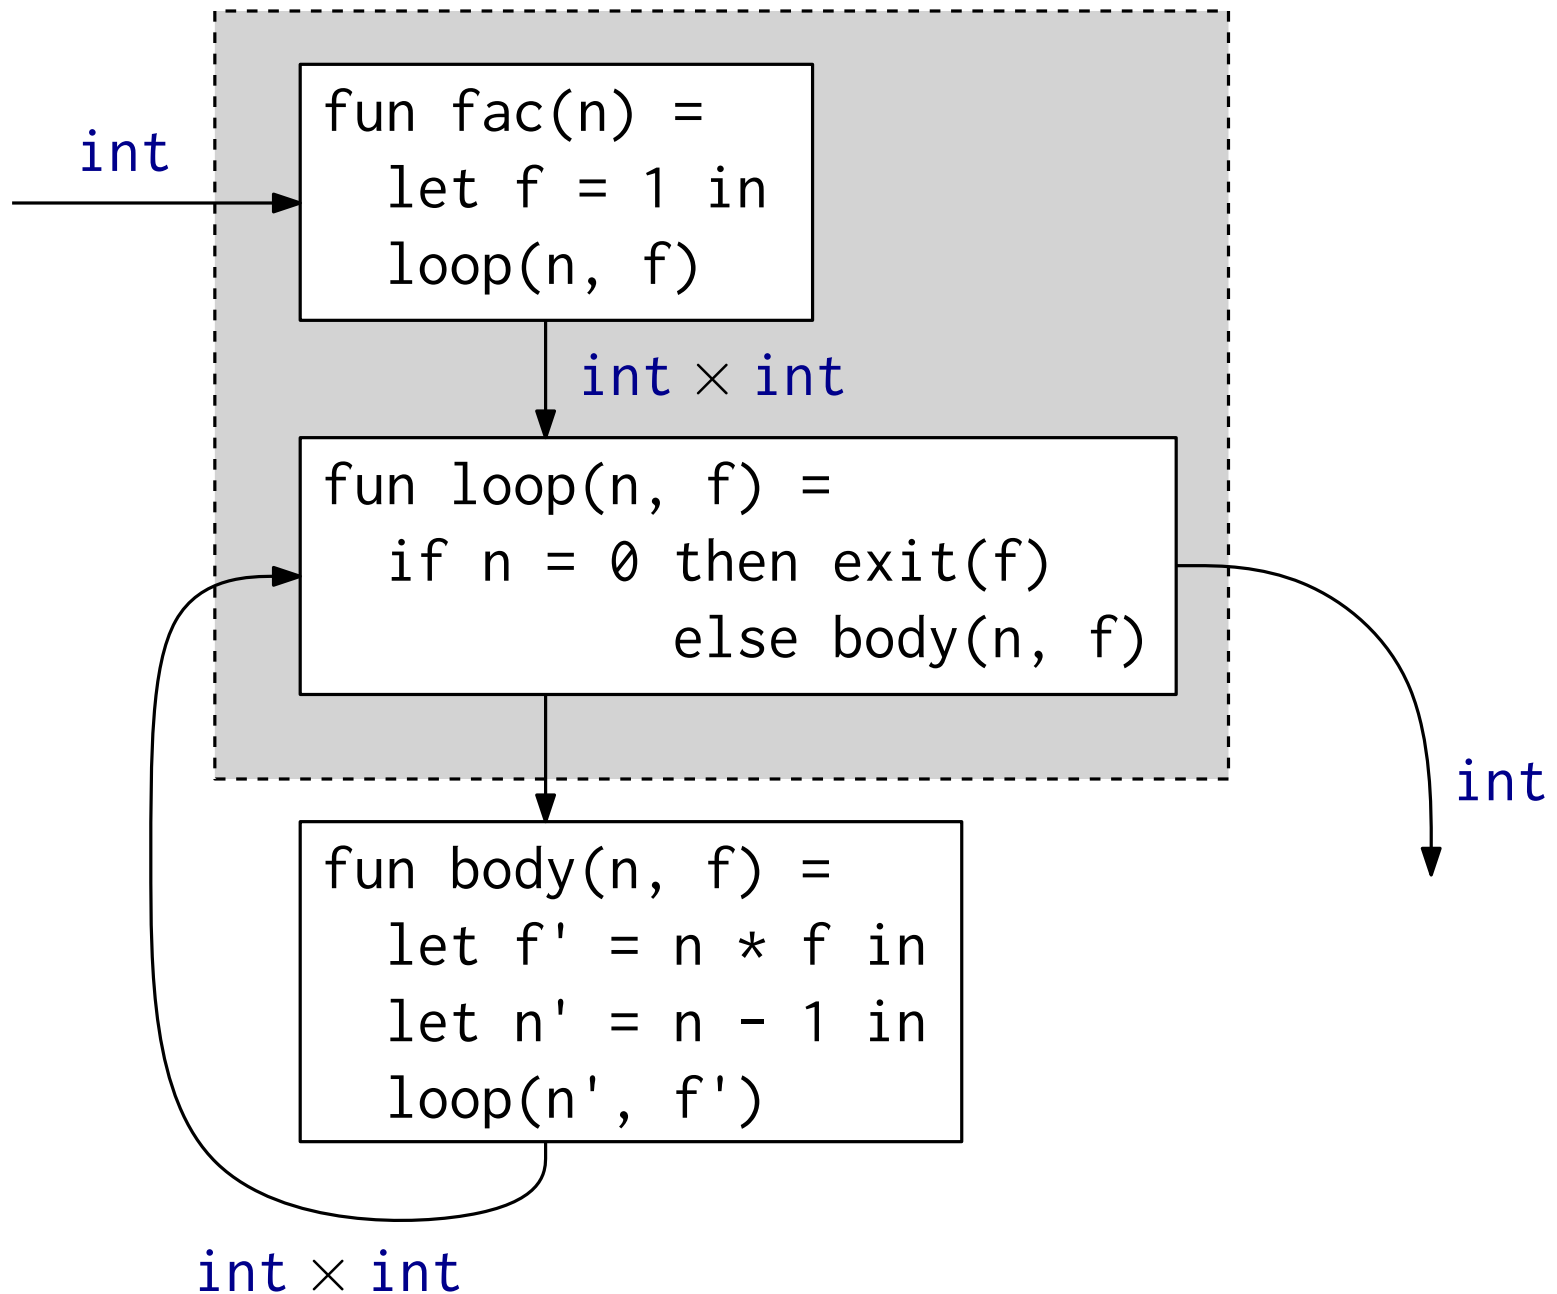 int
fun fac(n) =
  let f = 1 in
  loop(n, f)
int × int
fun loop(n, f) =
  if n = 0 then exit(f)
           else body(n, f)
int
fun body(n, f) =
  let f' = n * f in
  let n' = n - 1 in
  loop(n', f')
int × int